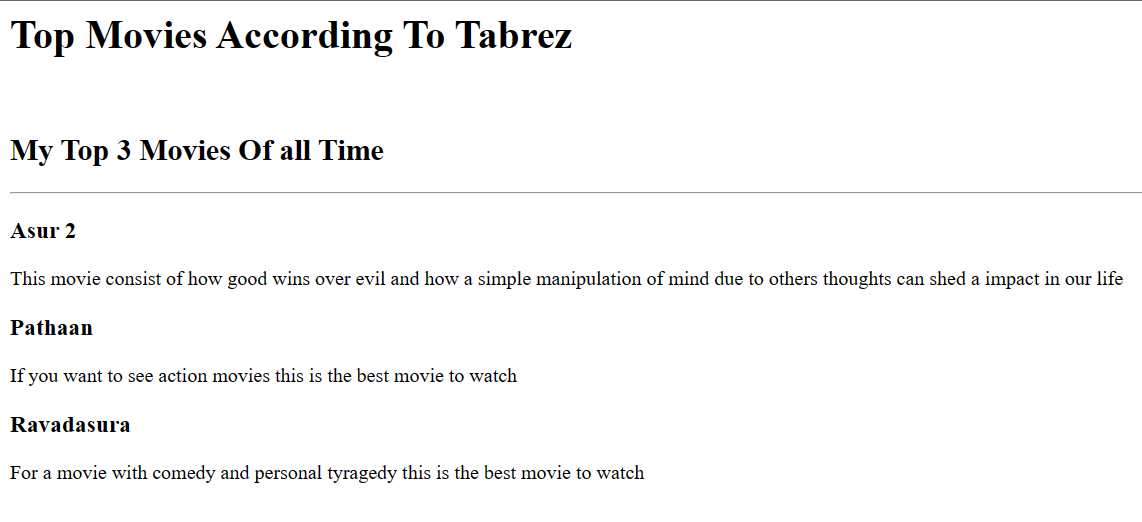 Top Movies According To Tabrez
My Top 3 Movies Of all Time
Asur 2
This movie consist of how good wins over evil and how a simple manipulation of mind due to others thoughts can shed a impact in our life
Pathaan
If you want to see action movies this is the best movie to watch
Ravadasura
For a movie with comedy and personal tyragedy this is the best movie to watch